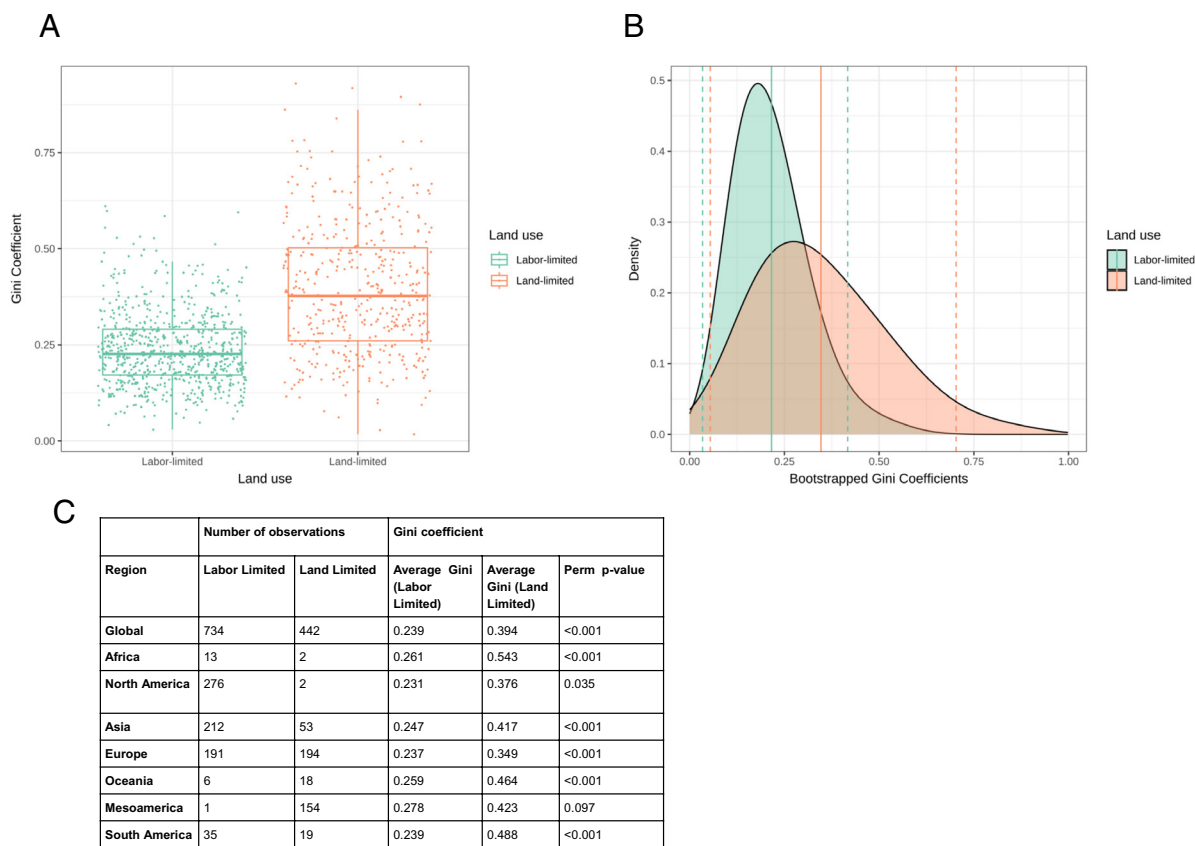 A
Gini Coefficient
0.75
0.50
0.25
0.00
Labor-limited
Land-limited
Land use
Land use
Labor-limited
Land-limited
B
Density
0.5
0.4
0.3
0.2
0.1
0.0
0.00
0.25
0.50
0.75
1.00
Bootstrapped Gini Coefficients
Land use
Labor-limited
Land-limited
C
Number of observations Gini coefficient
Region Labor Limited Land Limited Average Gini (Labor Limited) Average Gini (Land Limited) Perm p-value
Global 734 442 0.239 0.394 <0.001
Africa 13 2 0.261 0.543 <0.001
North America 276 2 0.231 0.376 0.035
Asia 212 53 0.247 0.417 <0.001
Europe 191 194 0.237 0.349 <0.001
Oceania 6 18 0.259 0.464 <0.001
Mesoamerica 1 154 0.278 0.423 0.097
South America 35 19 0.239 0.488 <0.001